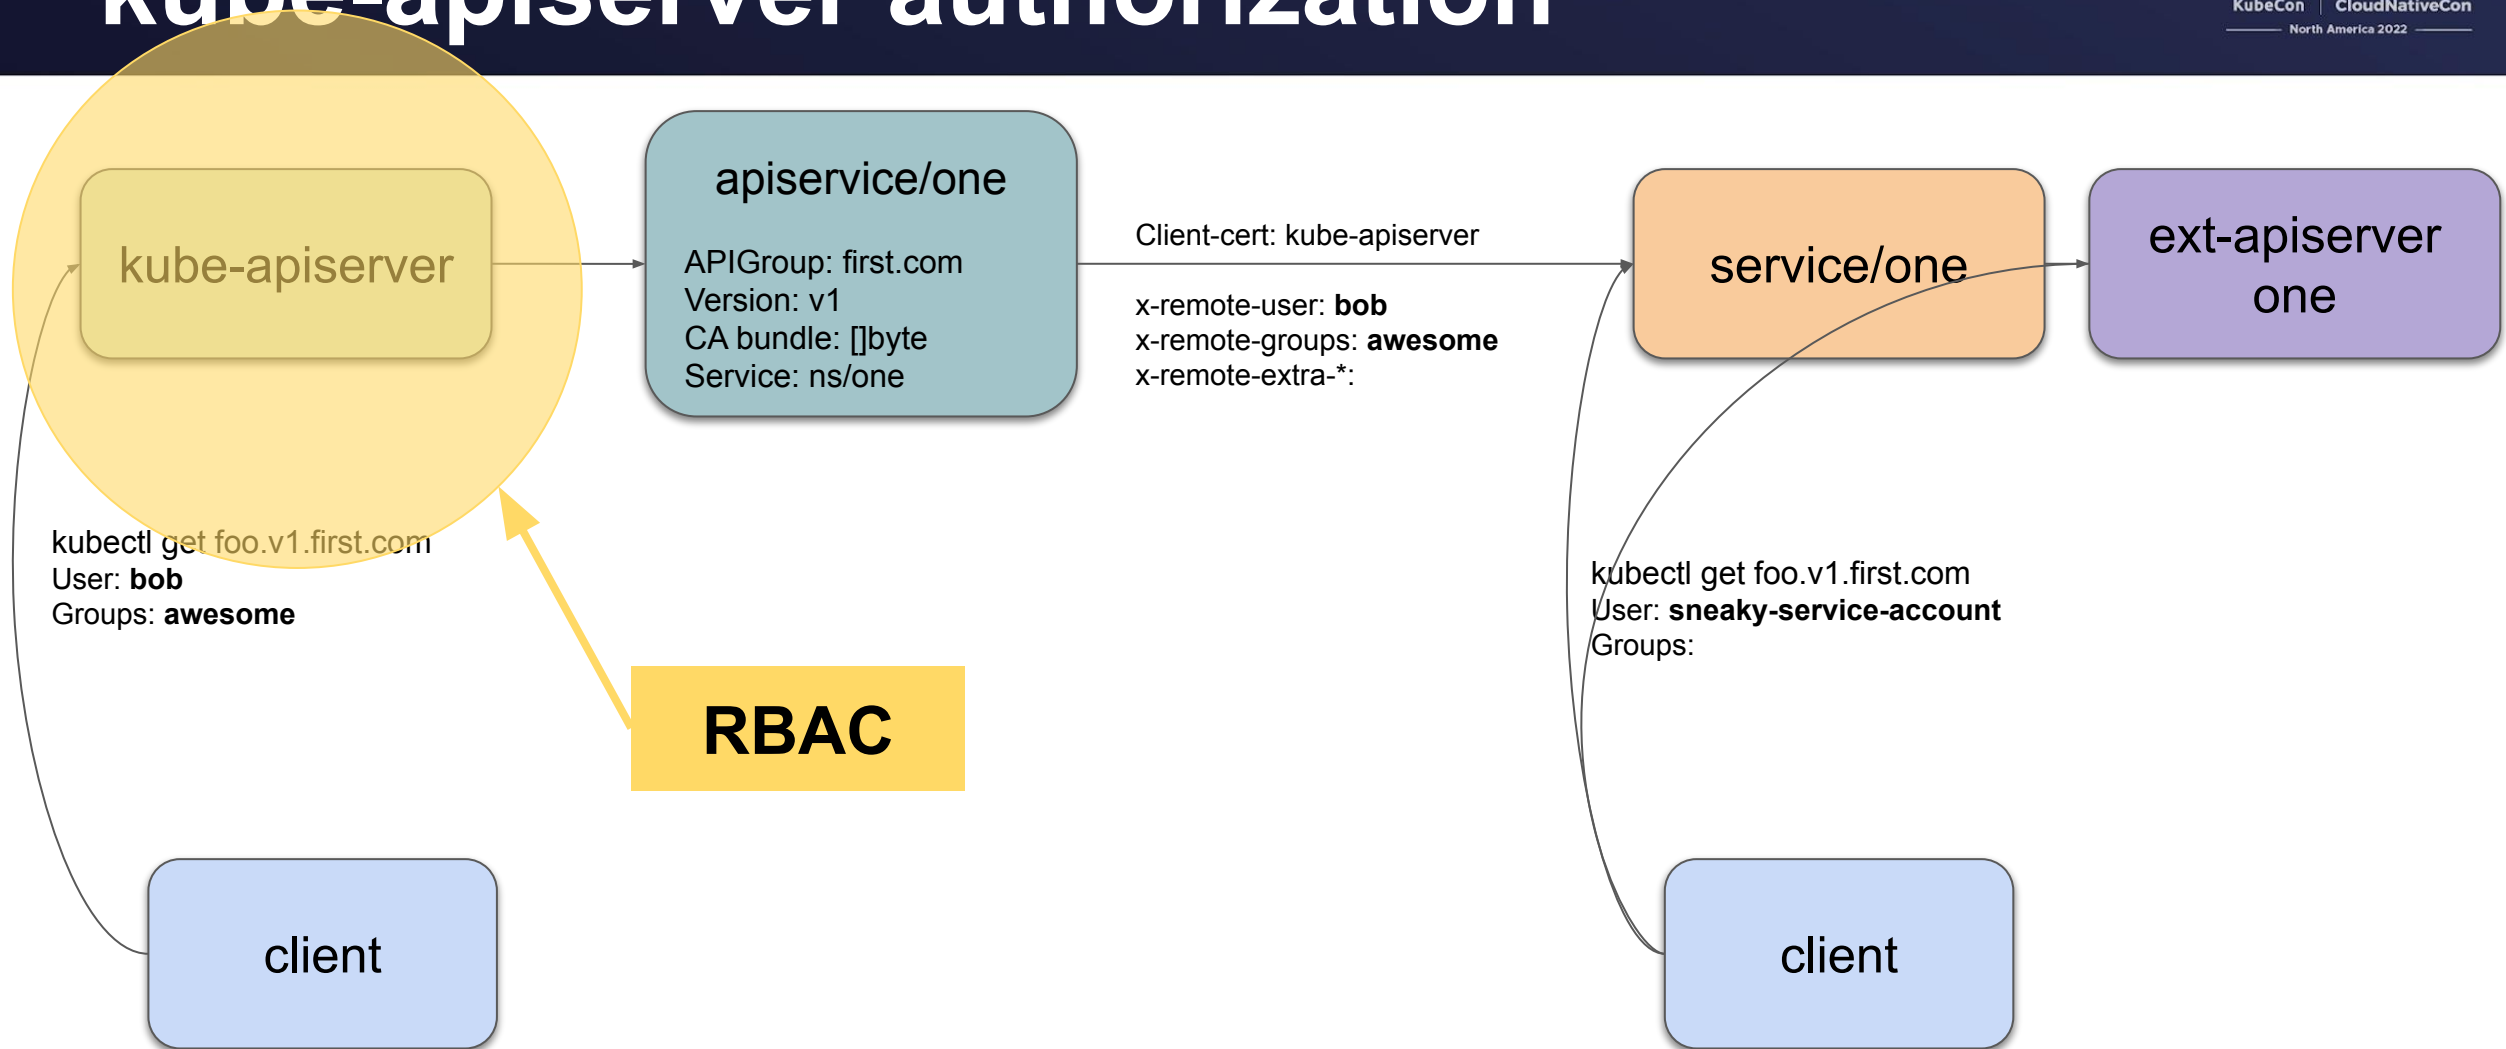 kube-apiserver authorization
KubeCon | CloudNativeCon
North America 2022
kube-apiserver
apiservice/one
APIGroup: first.com
Version: v1
CA bundle: []byte
Service: ns/one
Client-cert: kube-apiserver
x-remote-user: bob
x-remote-groups: awesome
x-remote-extra-*:
service/one
ext-apiserver
one
kubectl get foo.v1.first.com
User: bob
Groups: awesome
kubectl get foo.v1.first.com
User: sneaky-service-account
Groups:
RBAC
client
client